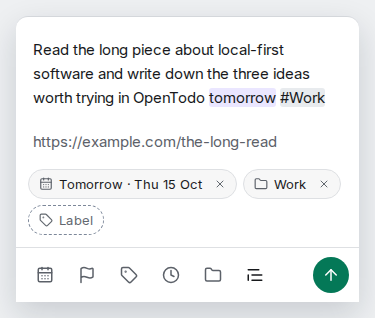 Read the long piece about local-first
software and write down the three ideas
worth trying in OpenTodo tomorrow #Work
https://example.com/the-long-read
Tomorrow · Thu 15 Oct
Work
Label